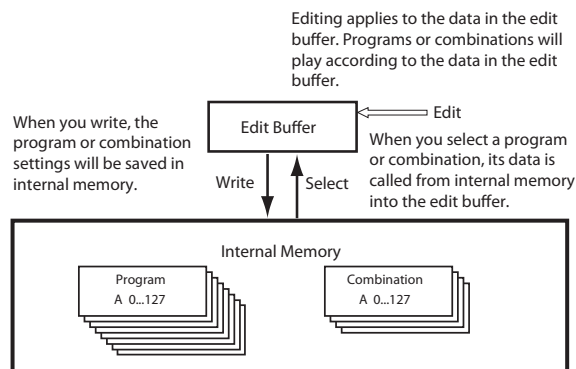 Editing applies to the data in the edit
buffer. Programs or combinations will
play according to the data in the edit
buffer.
Edit
Edit Buffer
When you write, the
program or combination
settings will be saved in
internal memory.
When you select a program
or combination, its data is
called from internal memory
into the edit buffer.
Write
Select
Internal Memory
Program
A 0...127
Combination
A 0...127